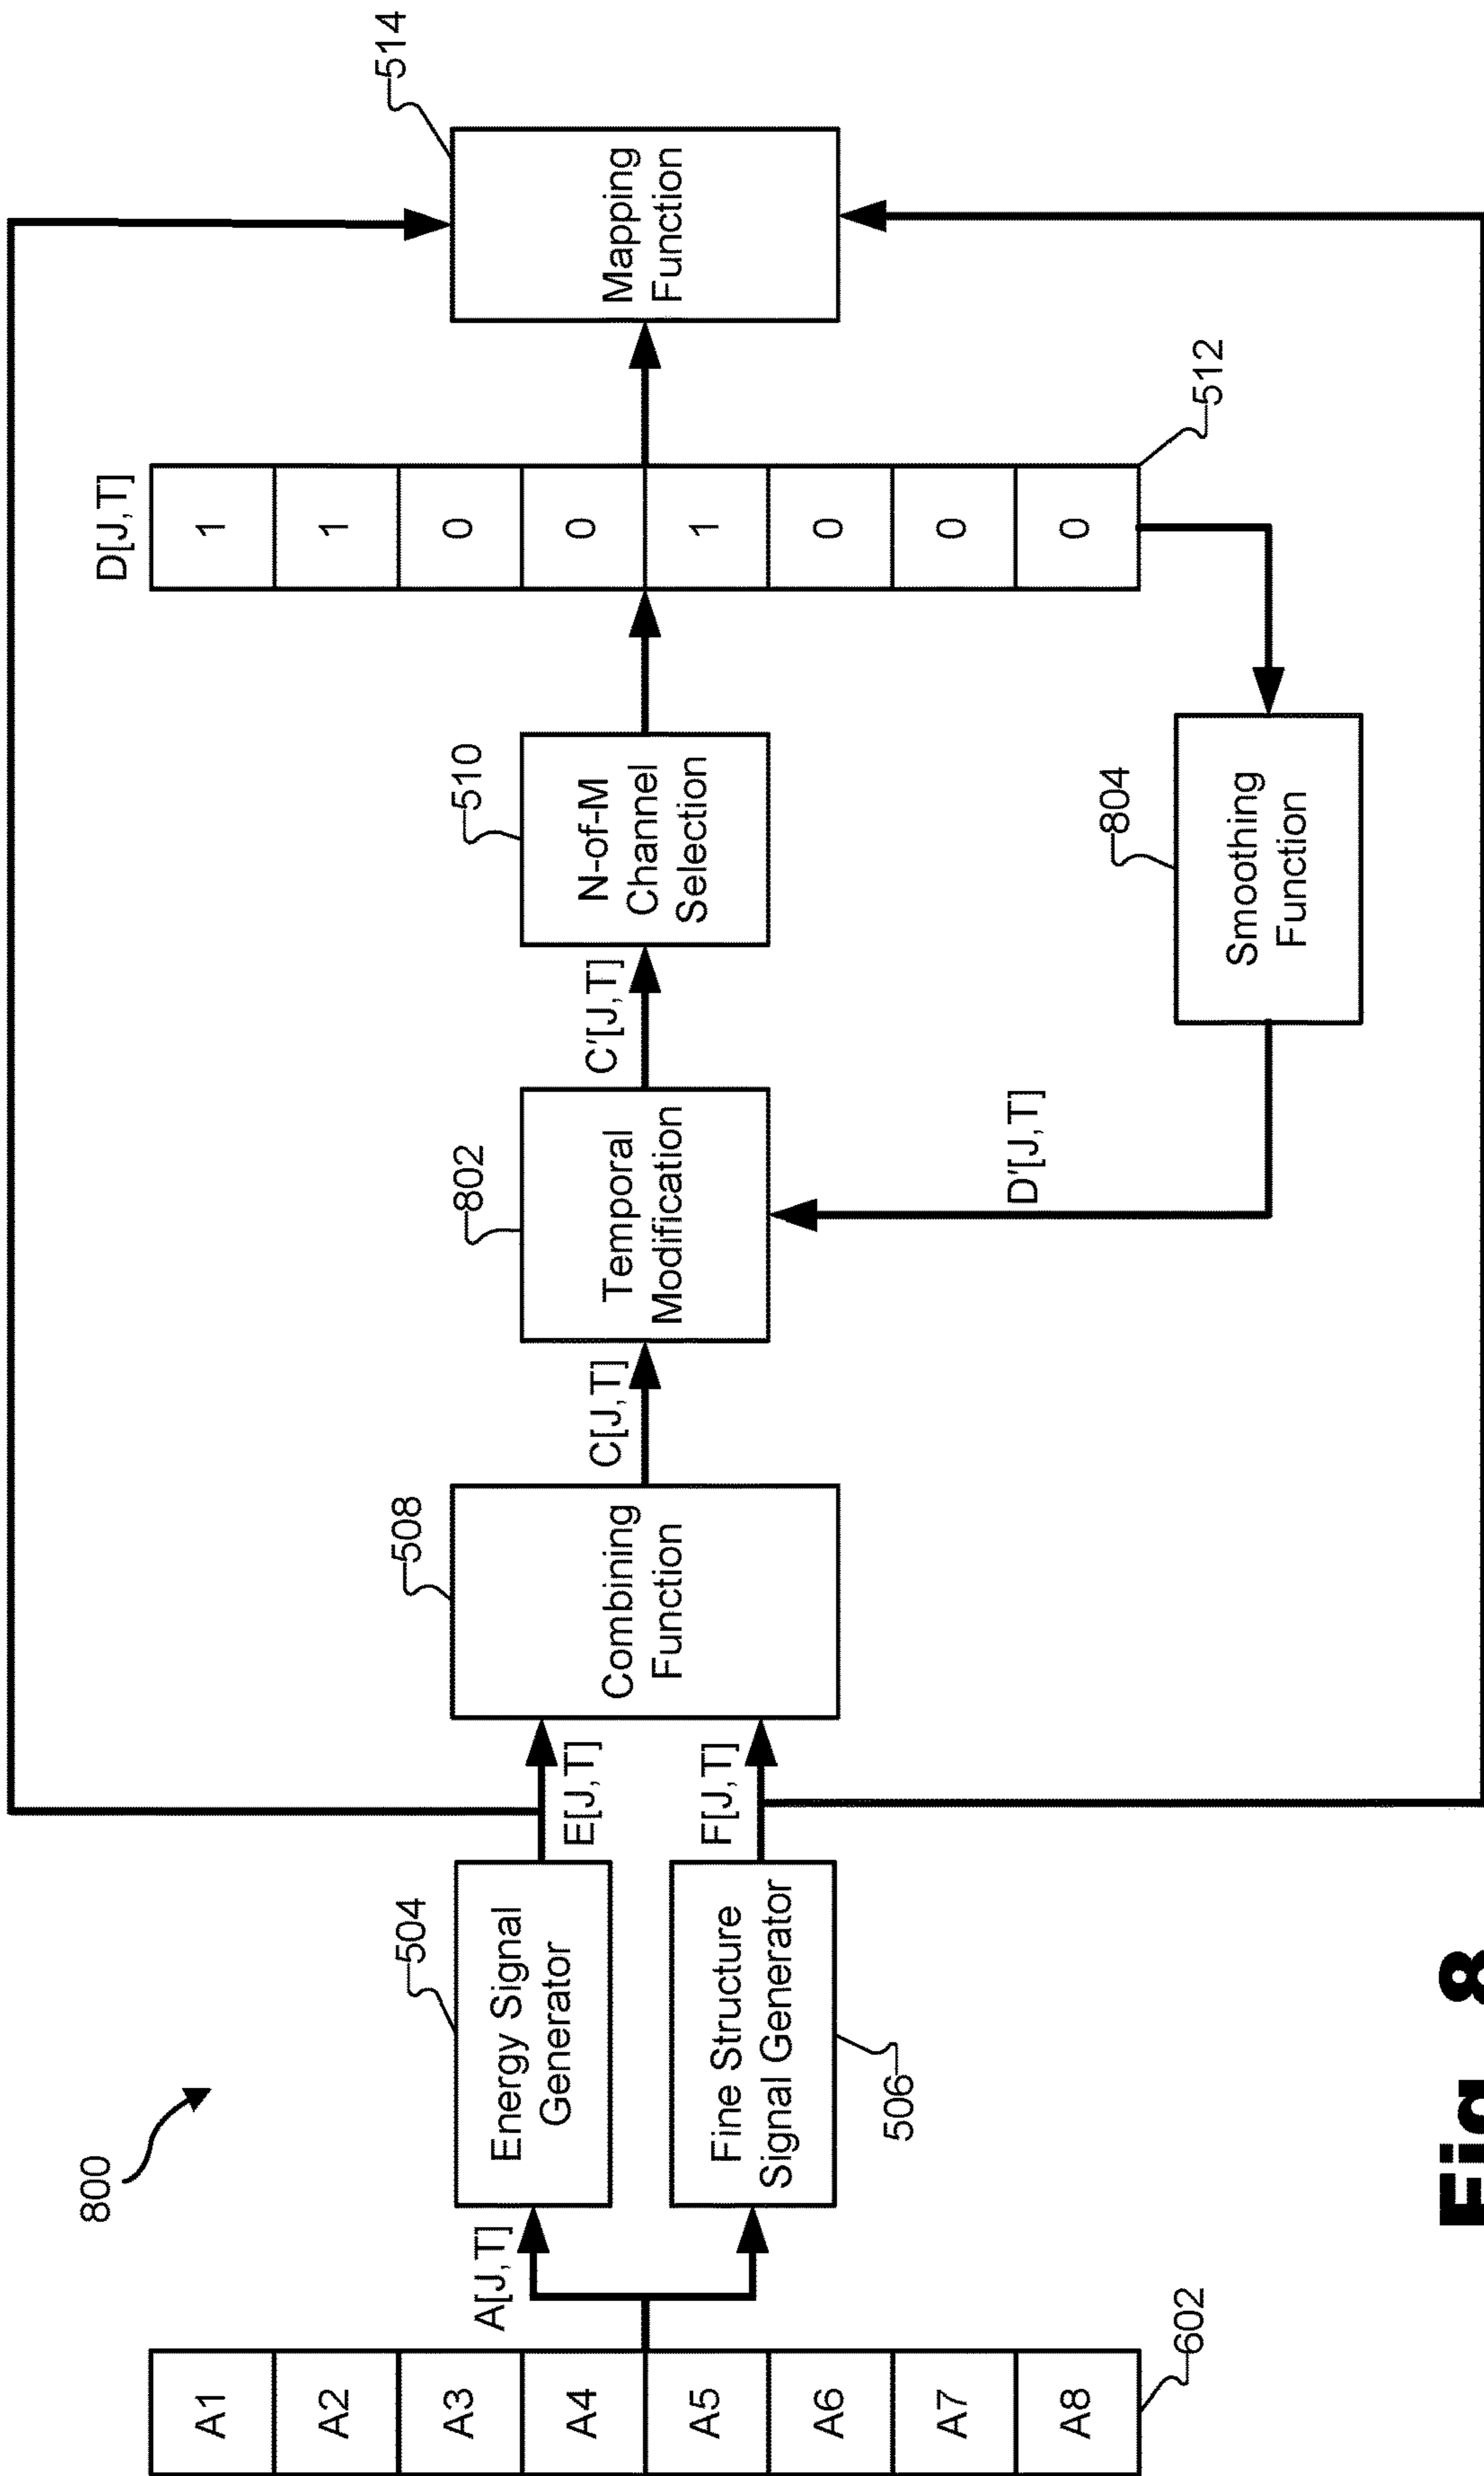 800
A1
A2
A3
A4
A5
A6
A7
A8
602
A[J,T]
504
Energy Signal
Generator
Fine Structure
Signal Generator
506
E[J,T]
F[J,T]
508
Combining
Function
C[J,T]
802
Temporal
Modification
C'[J,T]
D'[J,T]
510
N-of-M
Channel
Selection
804
Smoothing
Function
D[J,T]
1
1
0
0
1
0
0
0
512
514
Mapping
Function
Fig. 8